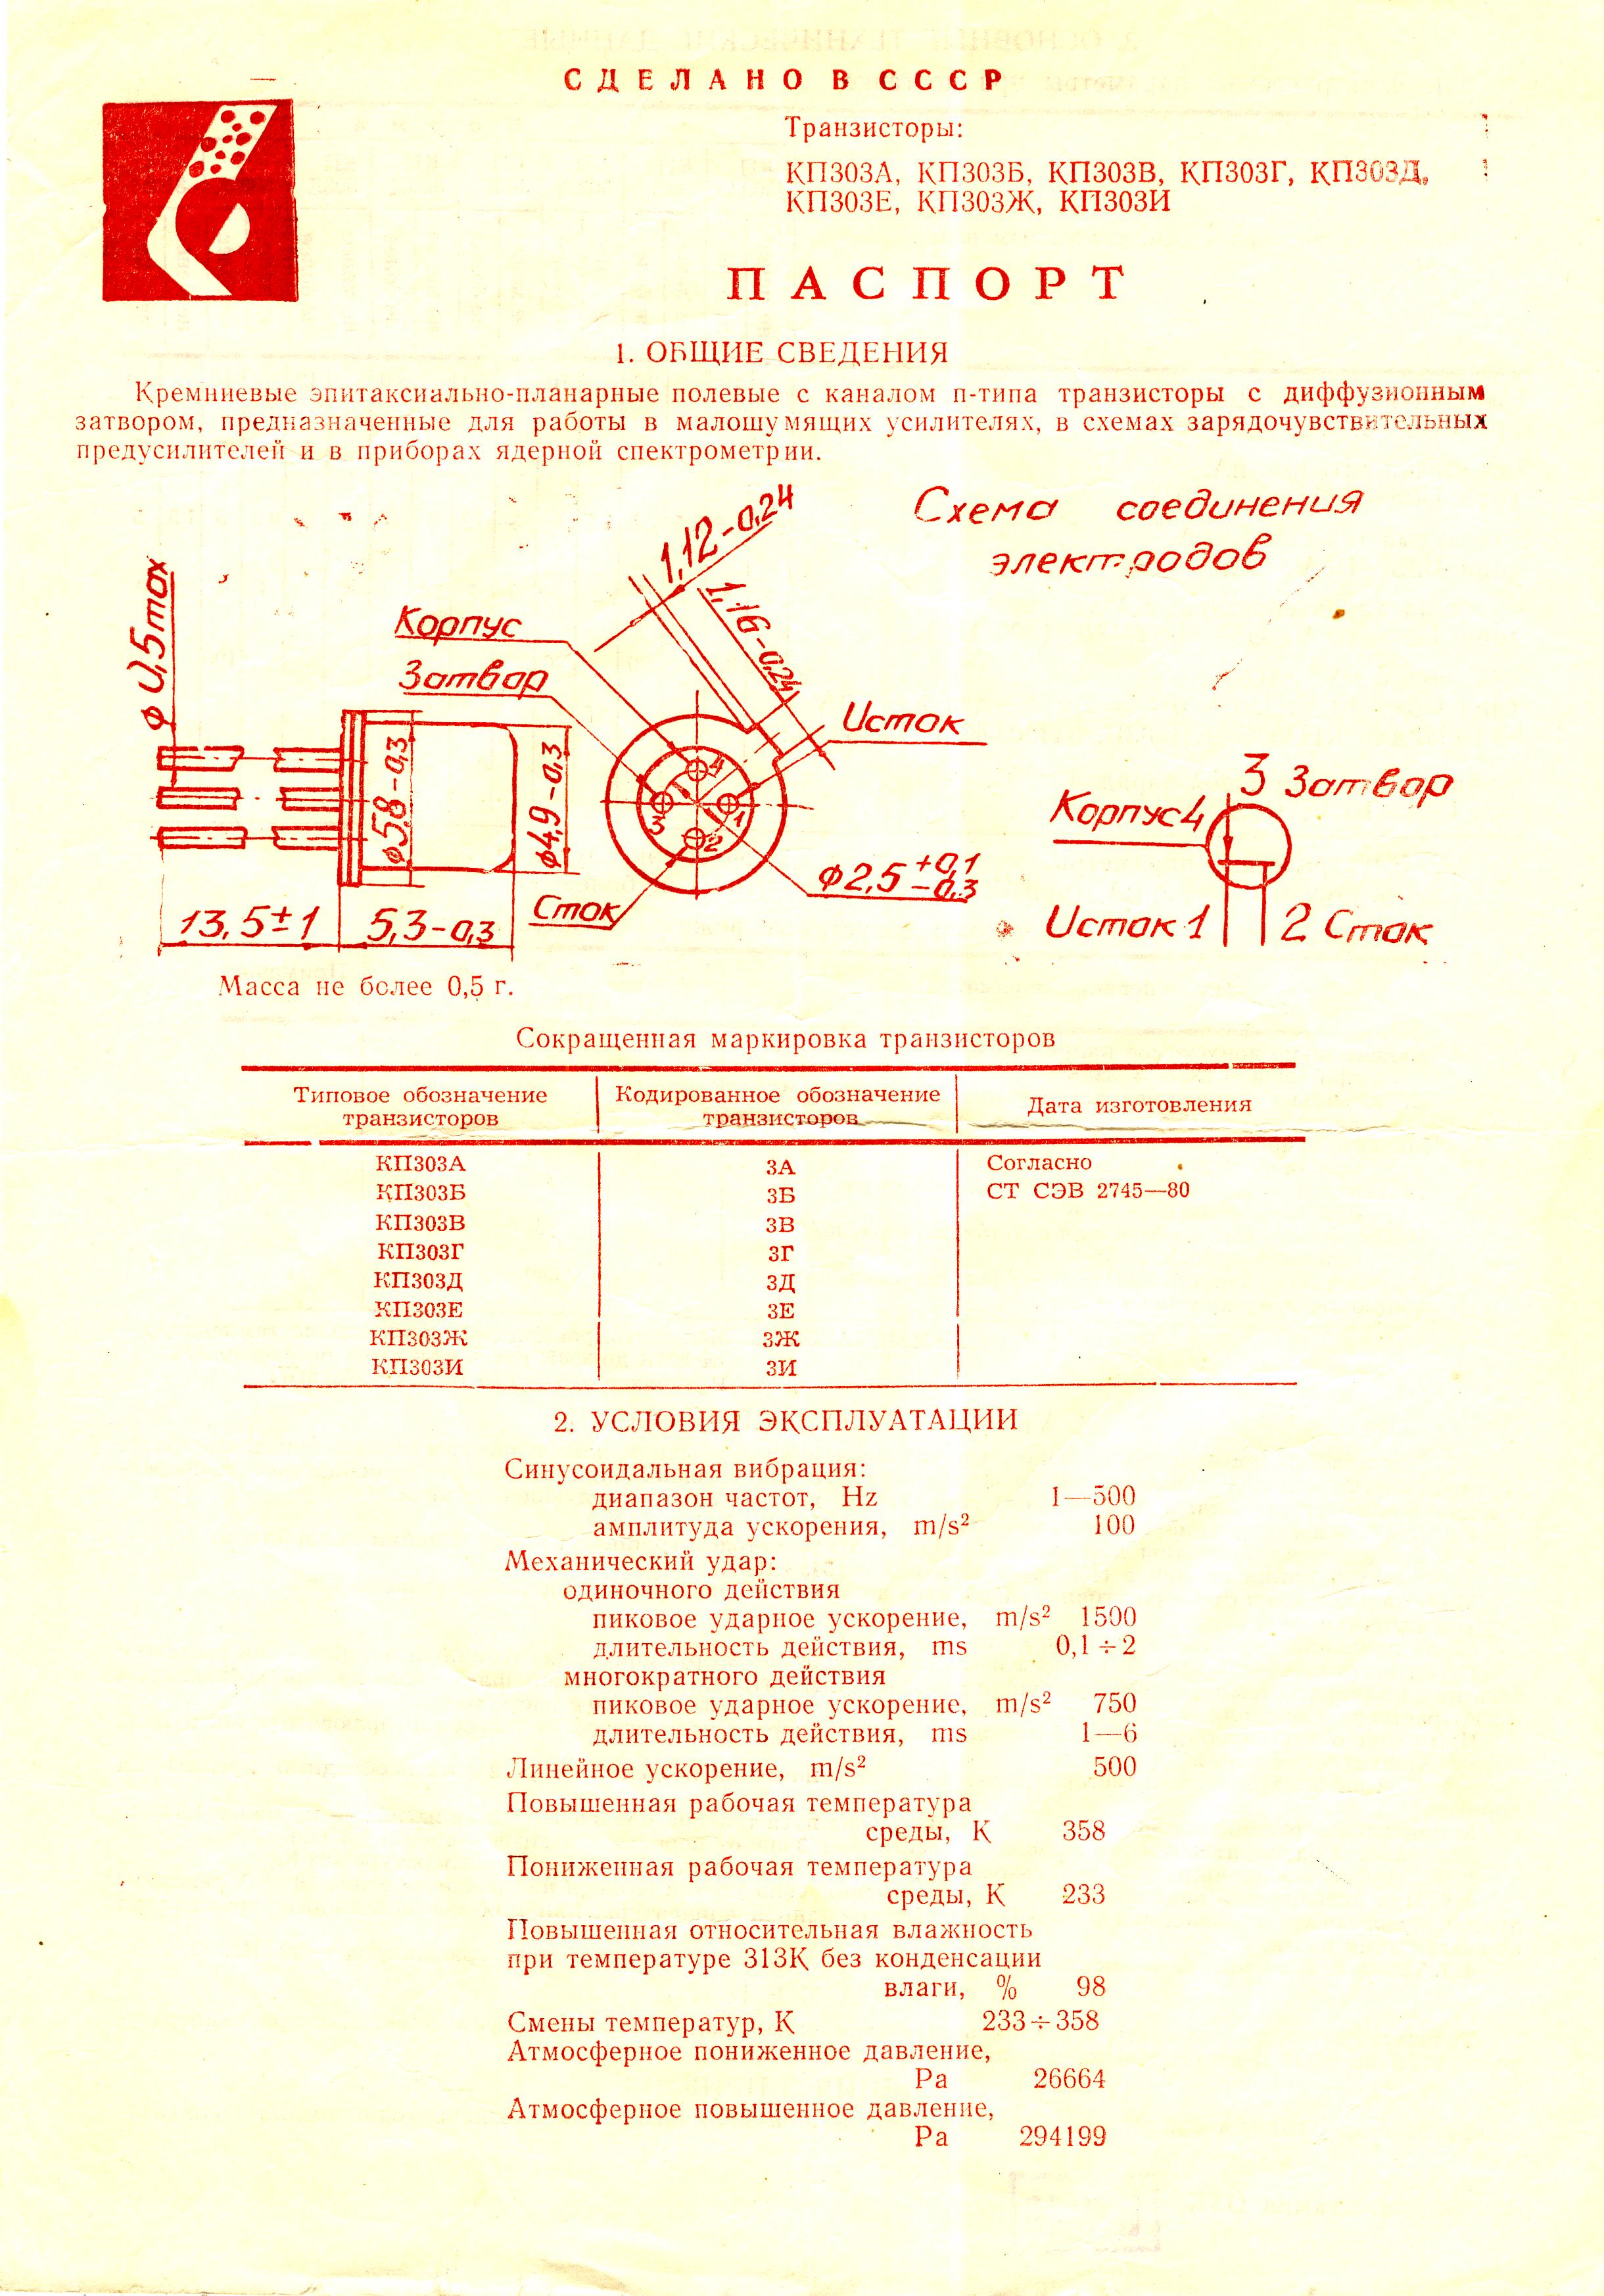 СДЕЛАНО В СССР
Транзисторы:
КП303А, КП303Б, КП303В, КП303Г, КП303Д,
КП303Е, КП303Ж, КП303И
ПАСПОРТ
1. ОБЩИЕ СВЕДЕНИЯ
Кремниевые эпитаксиально-планарные полевые с каналом п-типа транзисторы с диффузионным
затвором, предназначенные для работы в малошумящих усилителях, в схемах зарядочувствительных
предусилителей и в приборах ядерной спектрометрии.
Схема соединения
электродов
1,12-0,24
1,16-0,24
ϕ 0,5max
Корпус
Затвор
Исток
ϕ5,8-0,3
ϕ4,9-0,3
4
3
1
2
ϕ2,5 +0,1 -0,3
Сток
13,5±1
5,3-0,3
3 Затвор
Корпус 4
Исток 1
2 Сток
Масса не более 0,5 г.
Сокращенная маркировка транзисторов
Типовое обозначение транзисторов
Кодированное обозначение транзисторов
Дата изготовления
КП303А 3А Согласно
КП303Б 3Б СТ СЭВ 2745—80
КП303В 3В
КП303Г 3Г
КП303Д 3Д
КП303Е 3Е
КП303Ж 3Ж
КП303И 3И
2. УСЛОВИЯ ЭКСПЛУАТАЦИИ
Синусоидальная вибрация:
диапазон частот, Hz 1—500
амплитуда ускорения, m/s² 100
Механический удар:
одиночного действия
пиковое ударное ускорение, m/s² 1500
длительность действия, ms 0,1÷2
многократного действия
пиковое ударное ускорение, m/s² 750
длительность действия, ms 1—6
Линейное ускорение, m/s² 500
Повышенная рабочая температура
среды, К 358
Пониженная рабочая температура
среды, К 233
Повышенная относительная влажность
при температуре 313К без конденсации
влаги, % 98
Смены температур, К 233÷358
Атмосферное пониженное давление,
Pa 26664
Атмосферное повышенное давление,
Pa 294199